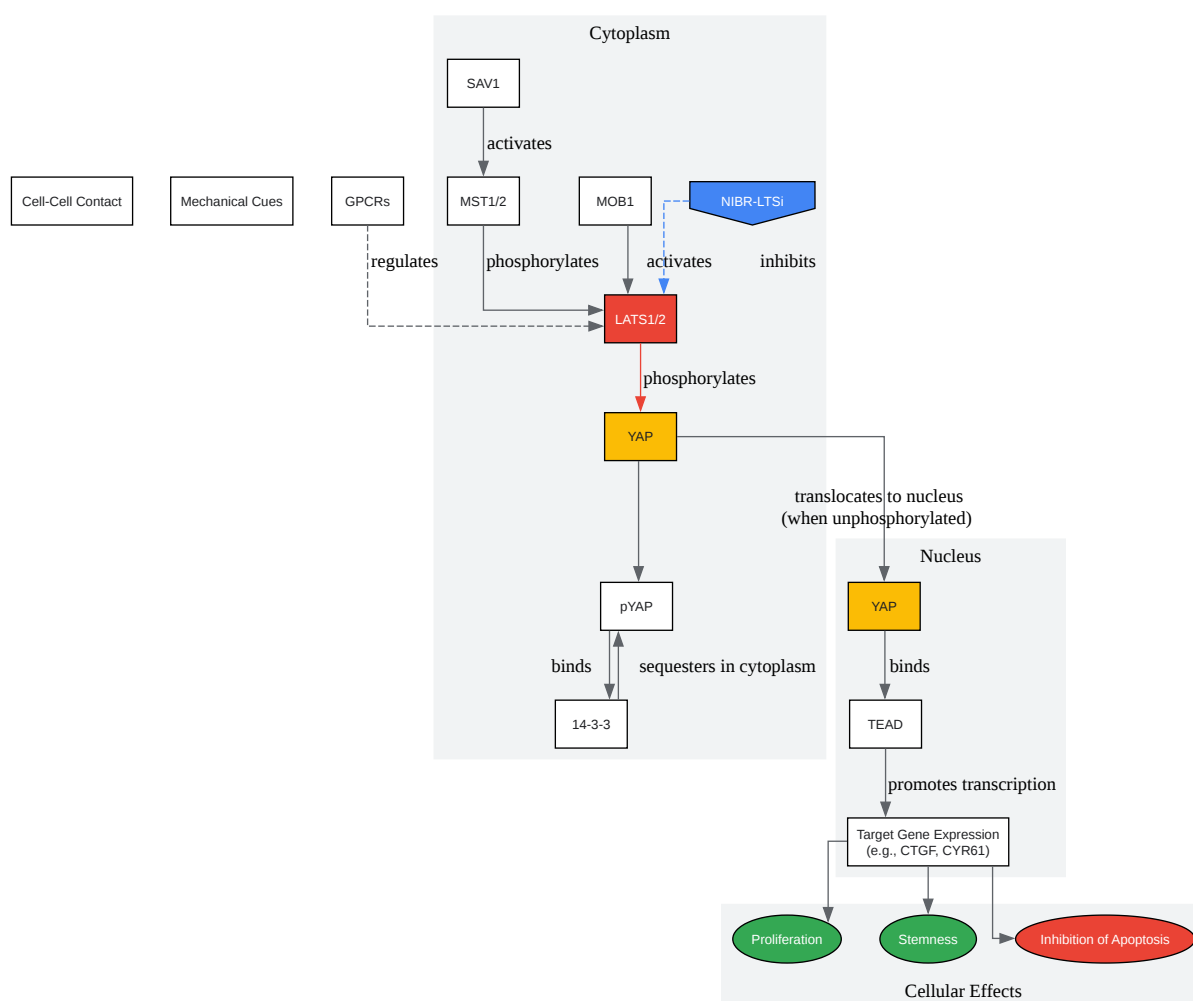 Cytoplasm
SAV1
activates
Cell-Cell Contact
Mechanical Cues
GPCRs
MST1/2
MOB1
NIBR-LTSi
regulates
phosphorylates
activates
inhibits
LATS1/2
phosphorylates
YAP
translocates to nucleus
(when unphosphorylated)
Nucleus
pYAP
YAP
binds
sequesters in cytoplasm
binds
14-3-3
TEAD
promotes transcription
Target Gene Expression
(e.g., CTGF, CYR61)
Proliferation
Stemness
Inhibition of Apoptosis
Cellular Effects